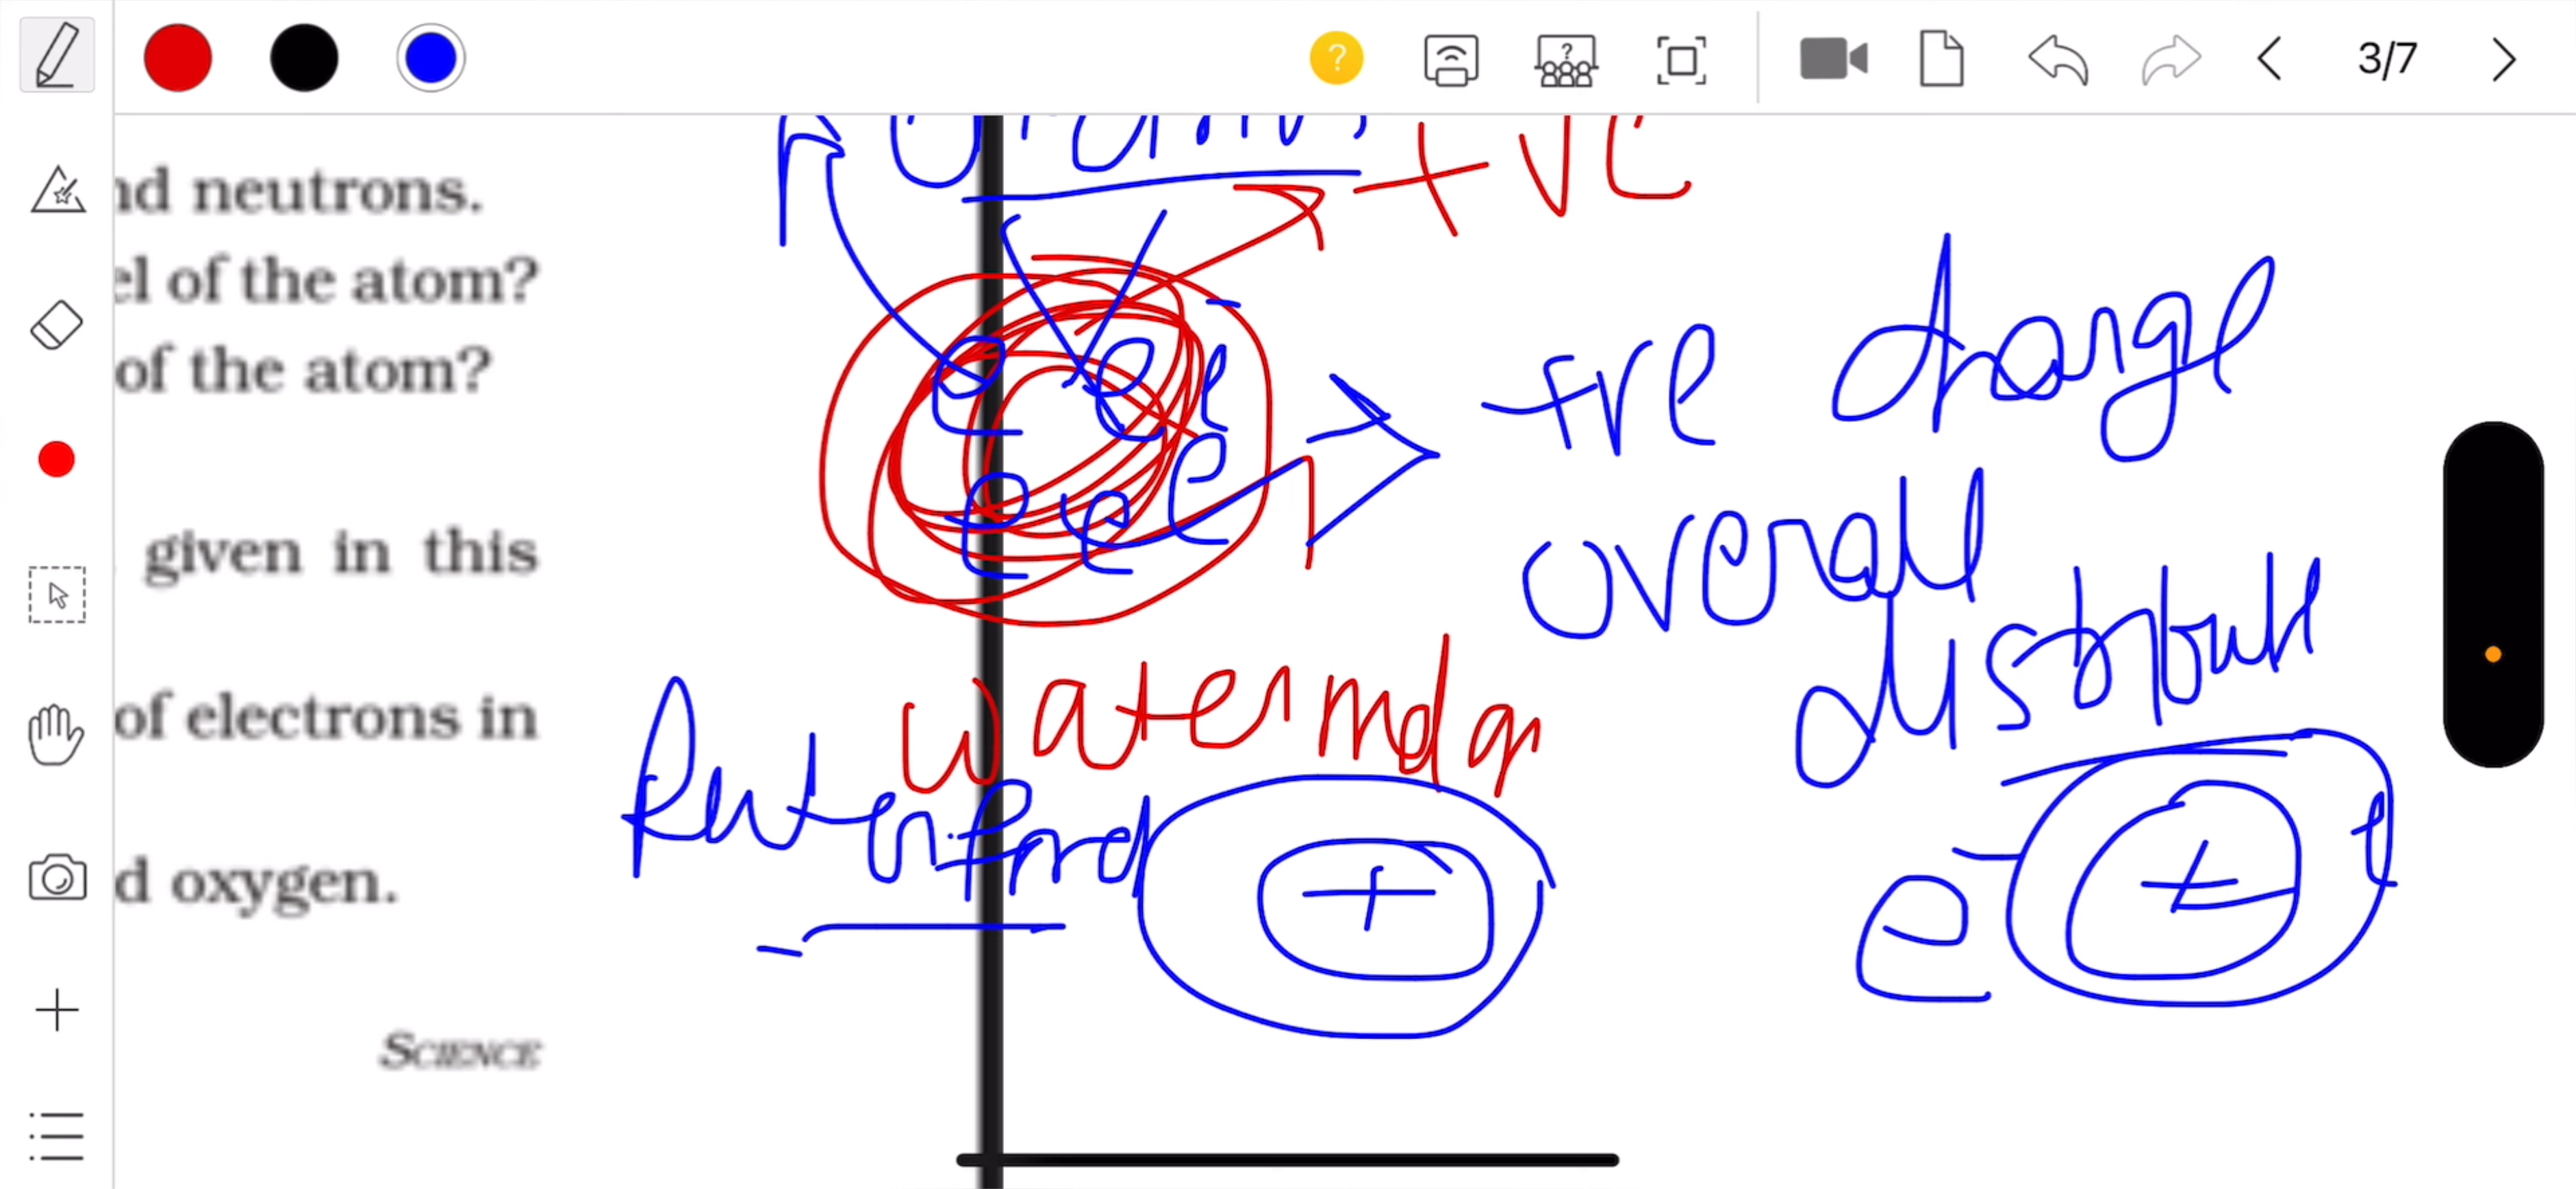 3/7
nd neutrons.
el of the atom?
of the atom?
given in this
of electrons in
d oxygen.
SCIENCE
+ve
e e e
e e e
+ve charge
overall
distribute
watermelon
Ruterford
+
e
+
e